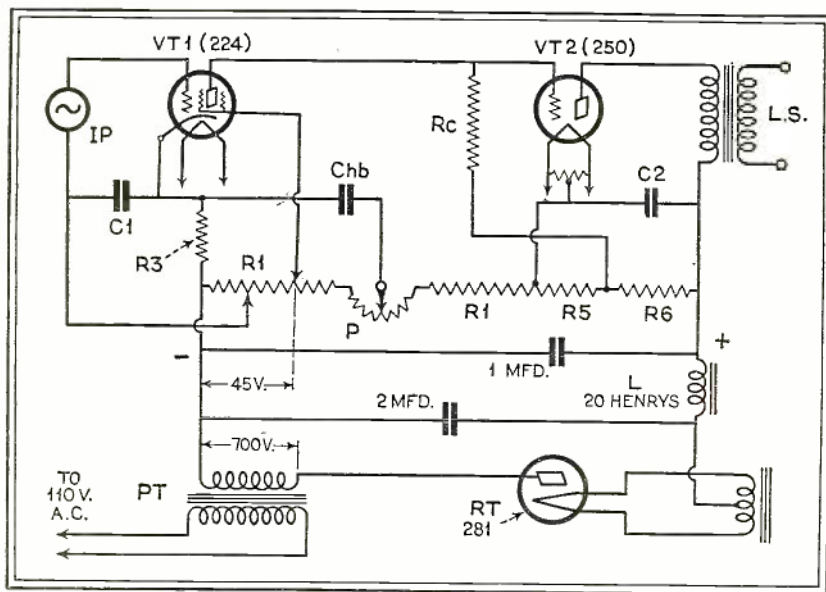 VT1 (224)
VT2 (250)
IP
Rc
L.S.
Chb
C2
C1
R3
R1
P
R1
R5
R6
-
+
1 MFD.
L
20 HENRYS
45V.
2 MFD.
700V.
TO
110V.
A.C.
PT
RT
281